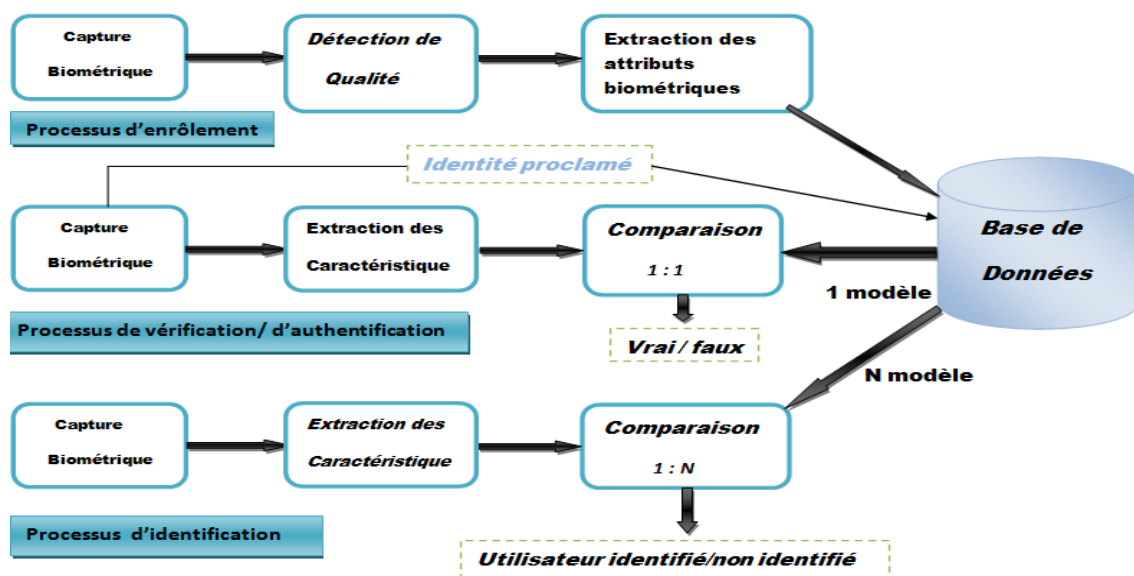 Capture
Biométrique
Détection de
Qualité
Extraction des
attributs
biométriques
Processus d'enrôlement
Identité proclamé
Capture
Biométrique
Extraction des
Caractéristique
Comparaison
1 : 1
Base de
Données
1 modèle
Processus de vérification/ d'authentification
Vrai / faux
N modèle
Capture
Biométrique
Extraction des
Caractéristique
Comparaison
1 : N
Processus d'identification
Utilisateur identifié/non identifié